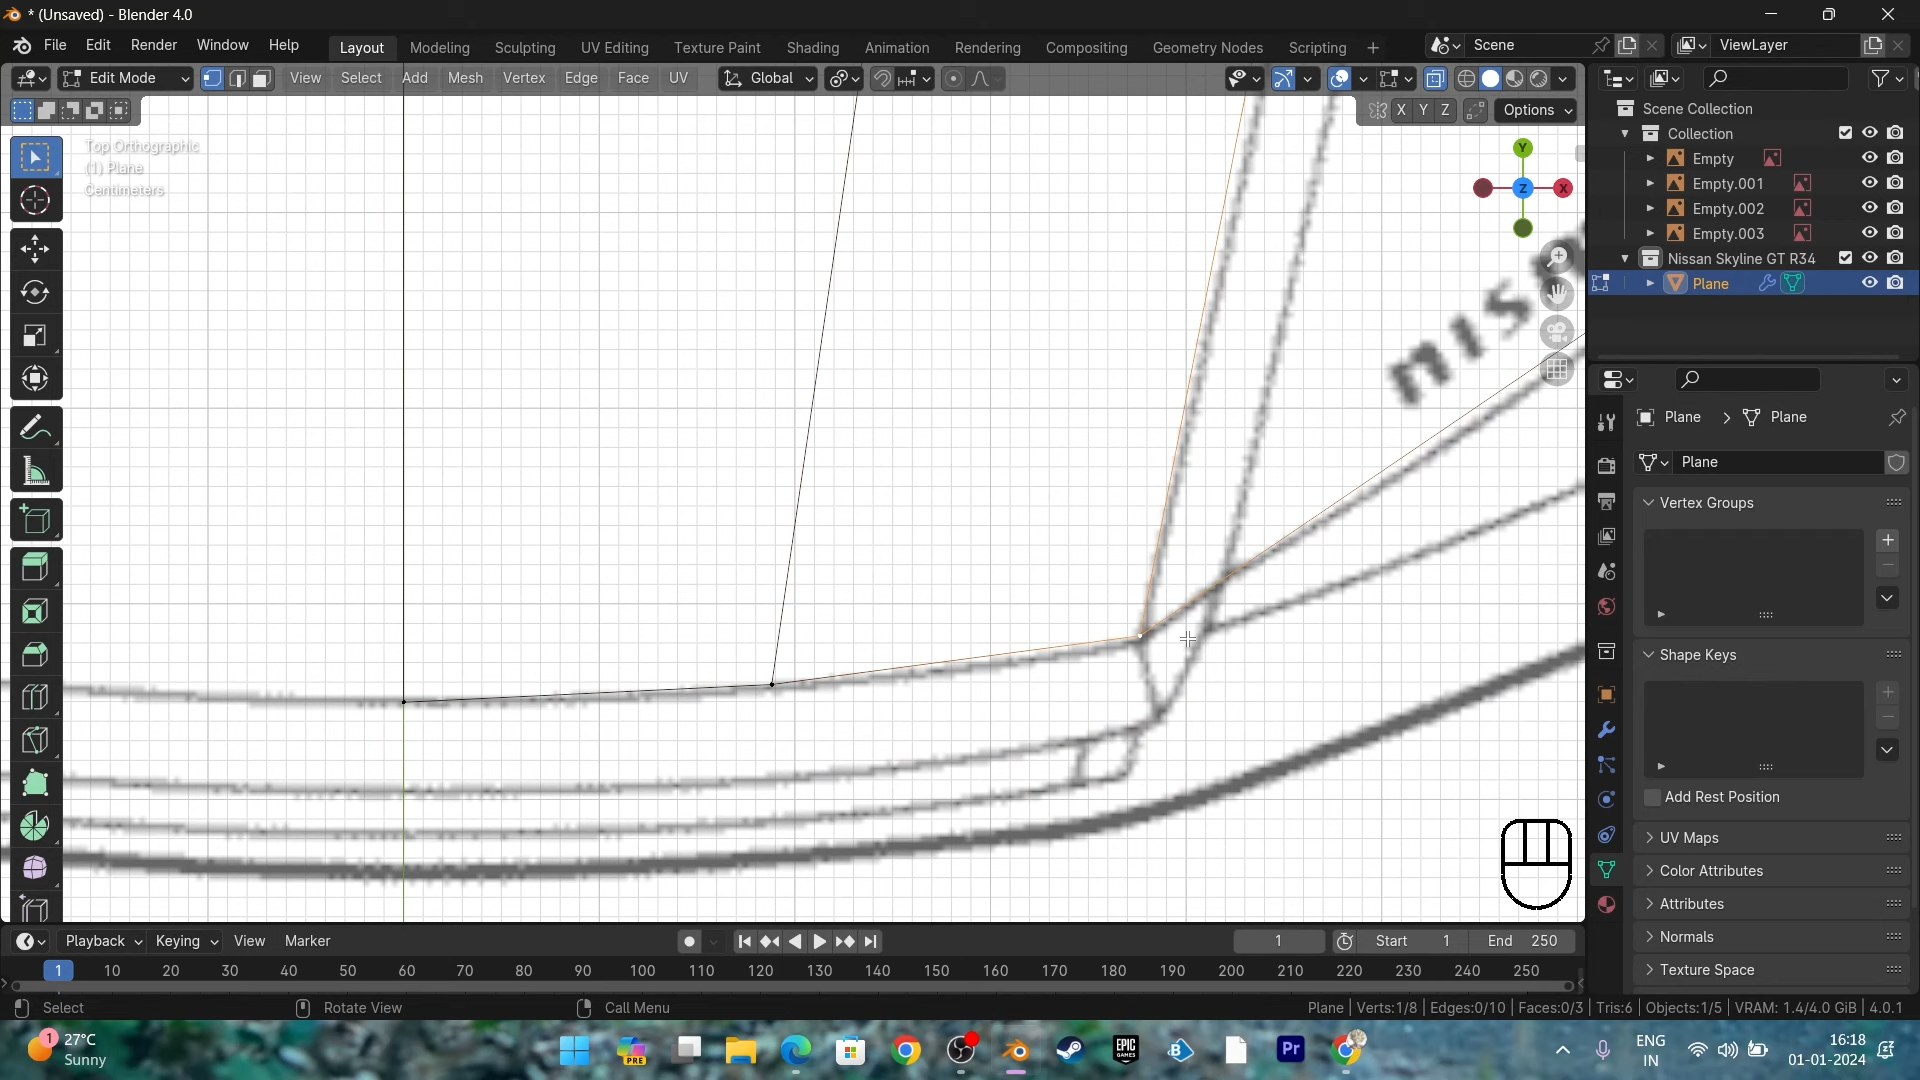 * (Unsaved) - Blender 4.0
File Edit Render Window Help Layout Modeling Sculpting UV Editing Texture Paint Shading Animation Rendering Compositing Geometry Nodes Scripting + Scene ViewLayer
Edit Mode View Select Add Mesh Vertex Edge Face UV Global
X Y Z Options
Top Orthographic
(1) Plane
Centimeters
Y
Z X
nis
Scene Collection
Collection
Empty
Empty.001
Empty.002
Empty.003
Nissan Skyline GT R34
Plane
Plane > Plane
Plane
Vertex Groups
Shape Keys
Add Rest Position
UV Maps
Color Attributes
Attributes
Normals
Texture Space
Playback Keying View Marker 1 Start 1 End 250
1 10 20 30 40 50 60 70 80 90 100 110 120 130 140 150 160 170 180 190 200 210 220 230 240 250
Select Rotate View Call Menu Plane | Verts:1/8 | Edges:0/10 | Faces:0/3 | Tris:6 | Objects:1/5 | VRAM: 1.4/4.0 GiB | 4.0.1
1 27°C
Sunny
PRE
EPIC
GAMES
B
Pr
ENG
IN
16:18
01-01-2024